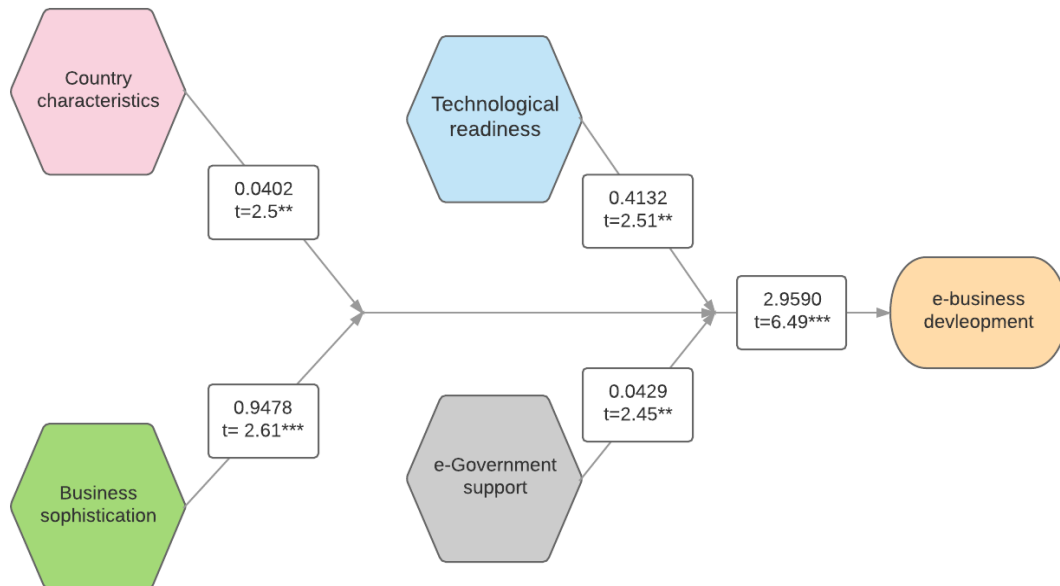 Country
characteristics
Technological
readiness
0.0402
t=2.5**
0.4132
t=2.51**
2.9590
t=6.49***
e-business
devleopment
0.9478
t= 2.61***
0.0429
t=2.45**
Business
sophistication
e-Government
support